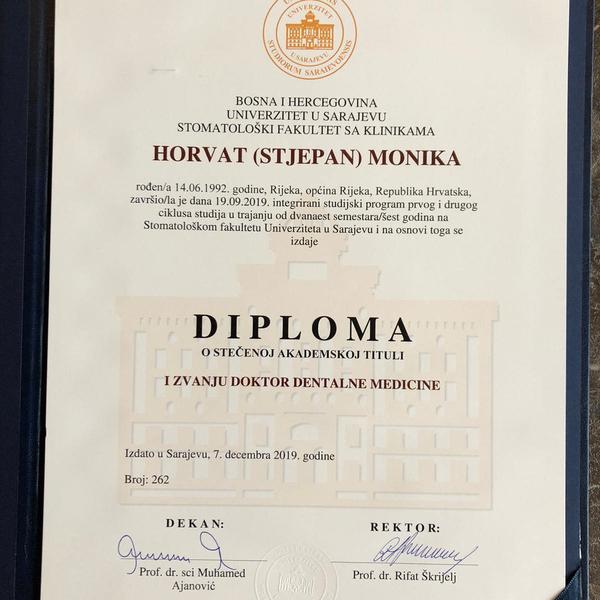 UNIVERZITET
U SARAJEVU
STUDIORUM SARAIEVOENSIS
BOSNA I HERCEGOVINA
UNIVERZITET U SARAJEVU
STOMATOLOŠKI FAKULTET SA KLINIKAMA
HORVAT (STJEPAN) MONIKA
rođen/a 14.06.1992. godine, Rijeka, općina Rijeka, Republika Hrvatska,
završio/la je dana 19.09.2019. integrirani studijski program prvog i drugog
ciklusa studija u trajanju od dvanaest semestara/šest godina na
Stomatološkom fakultetu Univerziteta u Sarajevu i na osnovi toga se
izdaje
DIPLOMA
O STEČENOJ AKADEMSKOJ TITULI
I ZVANJU DOKTOR DENTALNE MEDICINE
Izdato u Sarajevu, 7. decembra 2019. godine
Broj: 262
DEKAN:
REKTOR:
Prof. dr. sci Muhamed
Ajanović
Prof. dr. Rifat Škrijelj